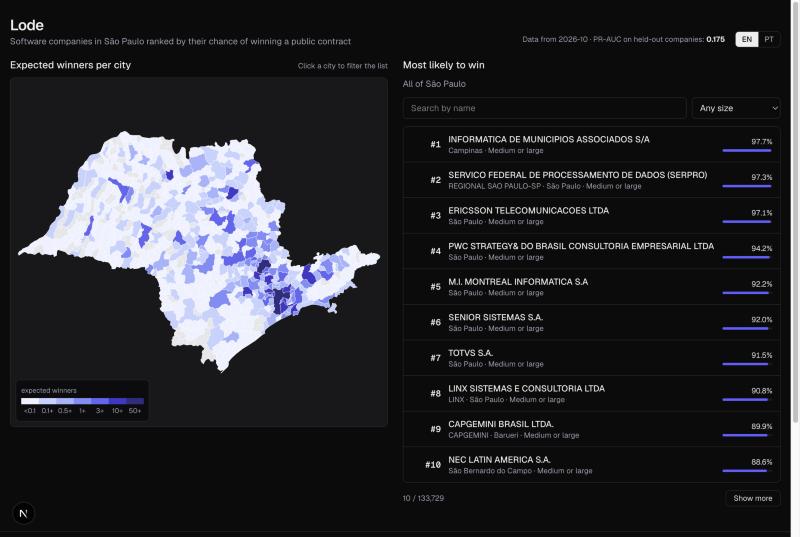 Lode
Software companies in São Paulo ranked by their chance of winning a public contract
Data from 2026-10 · PR-AUC on held-out companies: 0.175
EN PT
Expected winners per city
Click a city to filter the list
expected winners
<0.1 0.1+ 0.5+ 1+ 3+ 10+ 50+
N
Most likely to win
All of São Paulo
Search by name
Any size
#1 INFORMATICA DE MUNICIPIOS ASSOCIADOS S/A 97.7%
Campinas · Medium or large
#2 SERVICO FEDERAL DE PROCESSAMENTO DE DADOS (SERPRO) 97.3%
REGIONAL SAO PAULO-SP · São Paulo · Medium or large
#3 ERICSSON TELECOMUNICACOES LTDA 97.1%
São Paulo · Medium or large
#4 PWC STRATEGY& DO BRASIL CONSULTORIA EMPRESARIAL LTDA 94.2%
São Paulo · Medium or large
#5 M.I. MONTREAL INFORMATICA S.A 92.2%
São Paulo · Medium or large
#6 SENIOR SISTEMAS S.A. 92.0%
São Paulo · Medium or large
#7 TOTVS S.A. 91.5%
São Paulo · Medium or large
#8 LINX SISTEMAS E CONSULTORIA LTDA 90.8%
LINX · São Paulo · Medium or large
#9 CAPGEMINI BRASIL LTDA. 89.9%
CAPGEMINI · Barueri · Medium or large
#10 NEC LATIN AMERICA S.A. 88.6%
São Bernardo do Campo · Medium or large
10 / 133,729
Show more